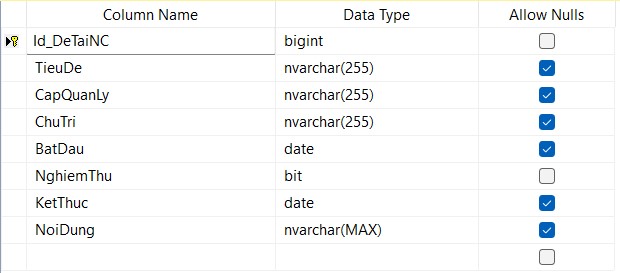 Column Name Data Type Allow Nulls
Id_DeTaiNC bigint
TieuDe nvarchar(255)
CapQuanLy nvarchar(255)
ChuTri nvarchar(255)
BatDau date
NghiemThu bit
KetThuc date
NoiDung nvarchar(MAX)